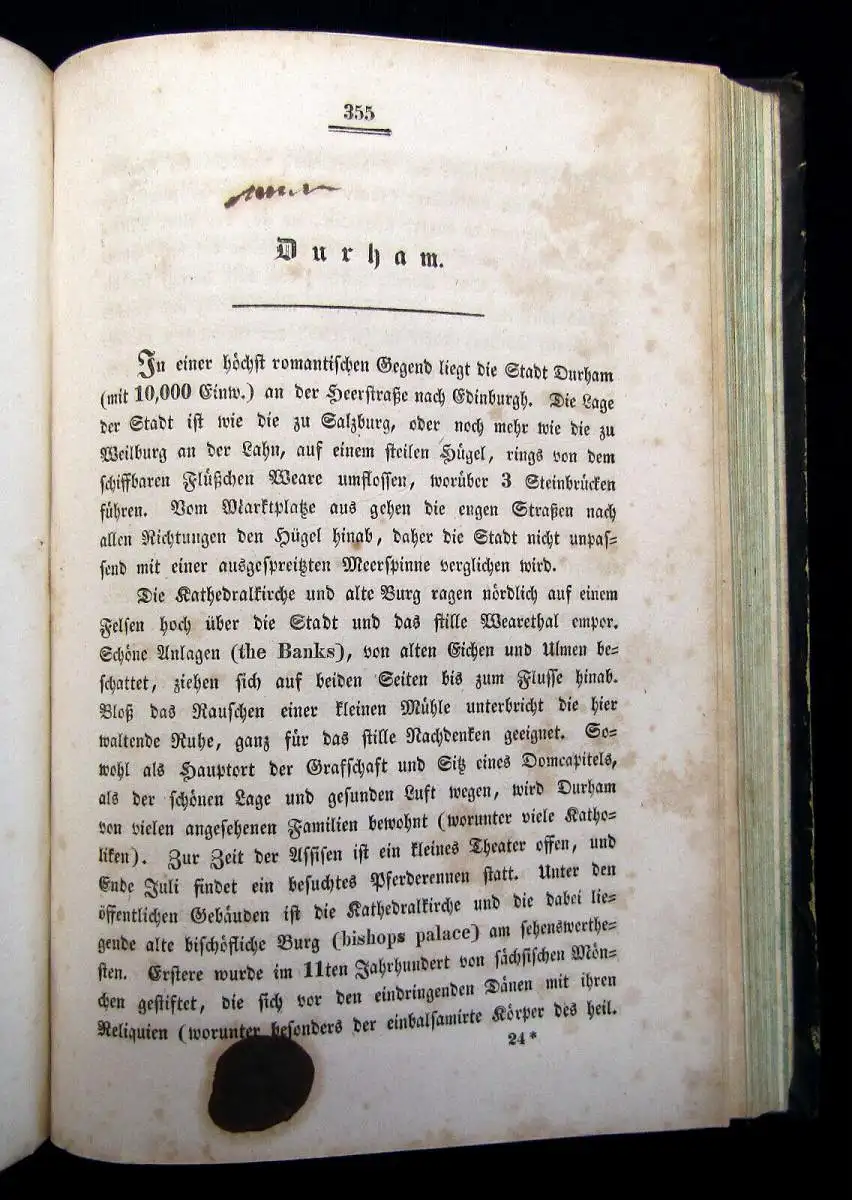 355
Durham.
In einer höchst romantischen Gegend liegt die Stadt Durham
(mit 10,000 Einw.) an der Heerstraße nach Edinburgh. Die Lage
der Stadt ist wie die zu Salzburg, oder noch mehr wie die zu
Weilburg an der Lahn, auf einem steilen Hügel, rings von dem
schiffbaren Flüßchen Weare umflossen, worüber 3 Steinbrücken
führen. Vom Marktplatze aus gehen die engen Straßen nach
allen Richtungen den Hügel hinab, daher die Stadt nicht unpas-
send mit einer ausgespreitzten Meerspinne verglichen wird.
Die Kathedralkirche und alte Burg ragen nördlich auf einem
Felsen hoch über die Stadt und das stille Wearethal empor.
Schöne Anlagen (the Banks), von alten Eichen und Ulmen be-
schattet, ziehen sich auf beiden Seiten bis zum Flusse hinab.
Bloß das Rauschen einer kleinen Mühle unterbricht die hier
waltende Ruhe, ganz für das stille Nachdenken geeignet. So-
wohl als Hauptort der Grafschaft und Sitz eines Domcapitels,
als der schönen Lage und gesunden Luft wegen, wird Durham
von vielen angesehenen Familien bewohnt (worunter viele Katho-
liken). Zur Zeit der Assisen ist ein kleines Theater offen, und
Ende Juli findet ein besuchtes Pferderennen statt. Unter den
öffentlichen Gebäuden ist die Kathedralkirche und die dabei lie-
gende alte bischöfliche Burg (bishops palace) am sehenswerthe-
sten. Erstere wurde im 11ten Jahrhundert von sächsischen Mön-
chen gestiftet, die sich vor den eindringenden Dänen mit ihren
Reliquien (worunter besonders der einbalsamirte Körper des heil.
24*